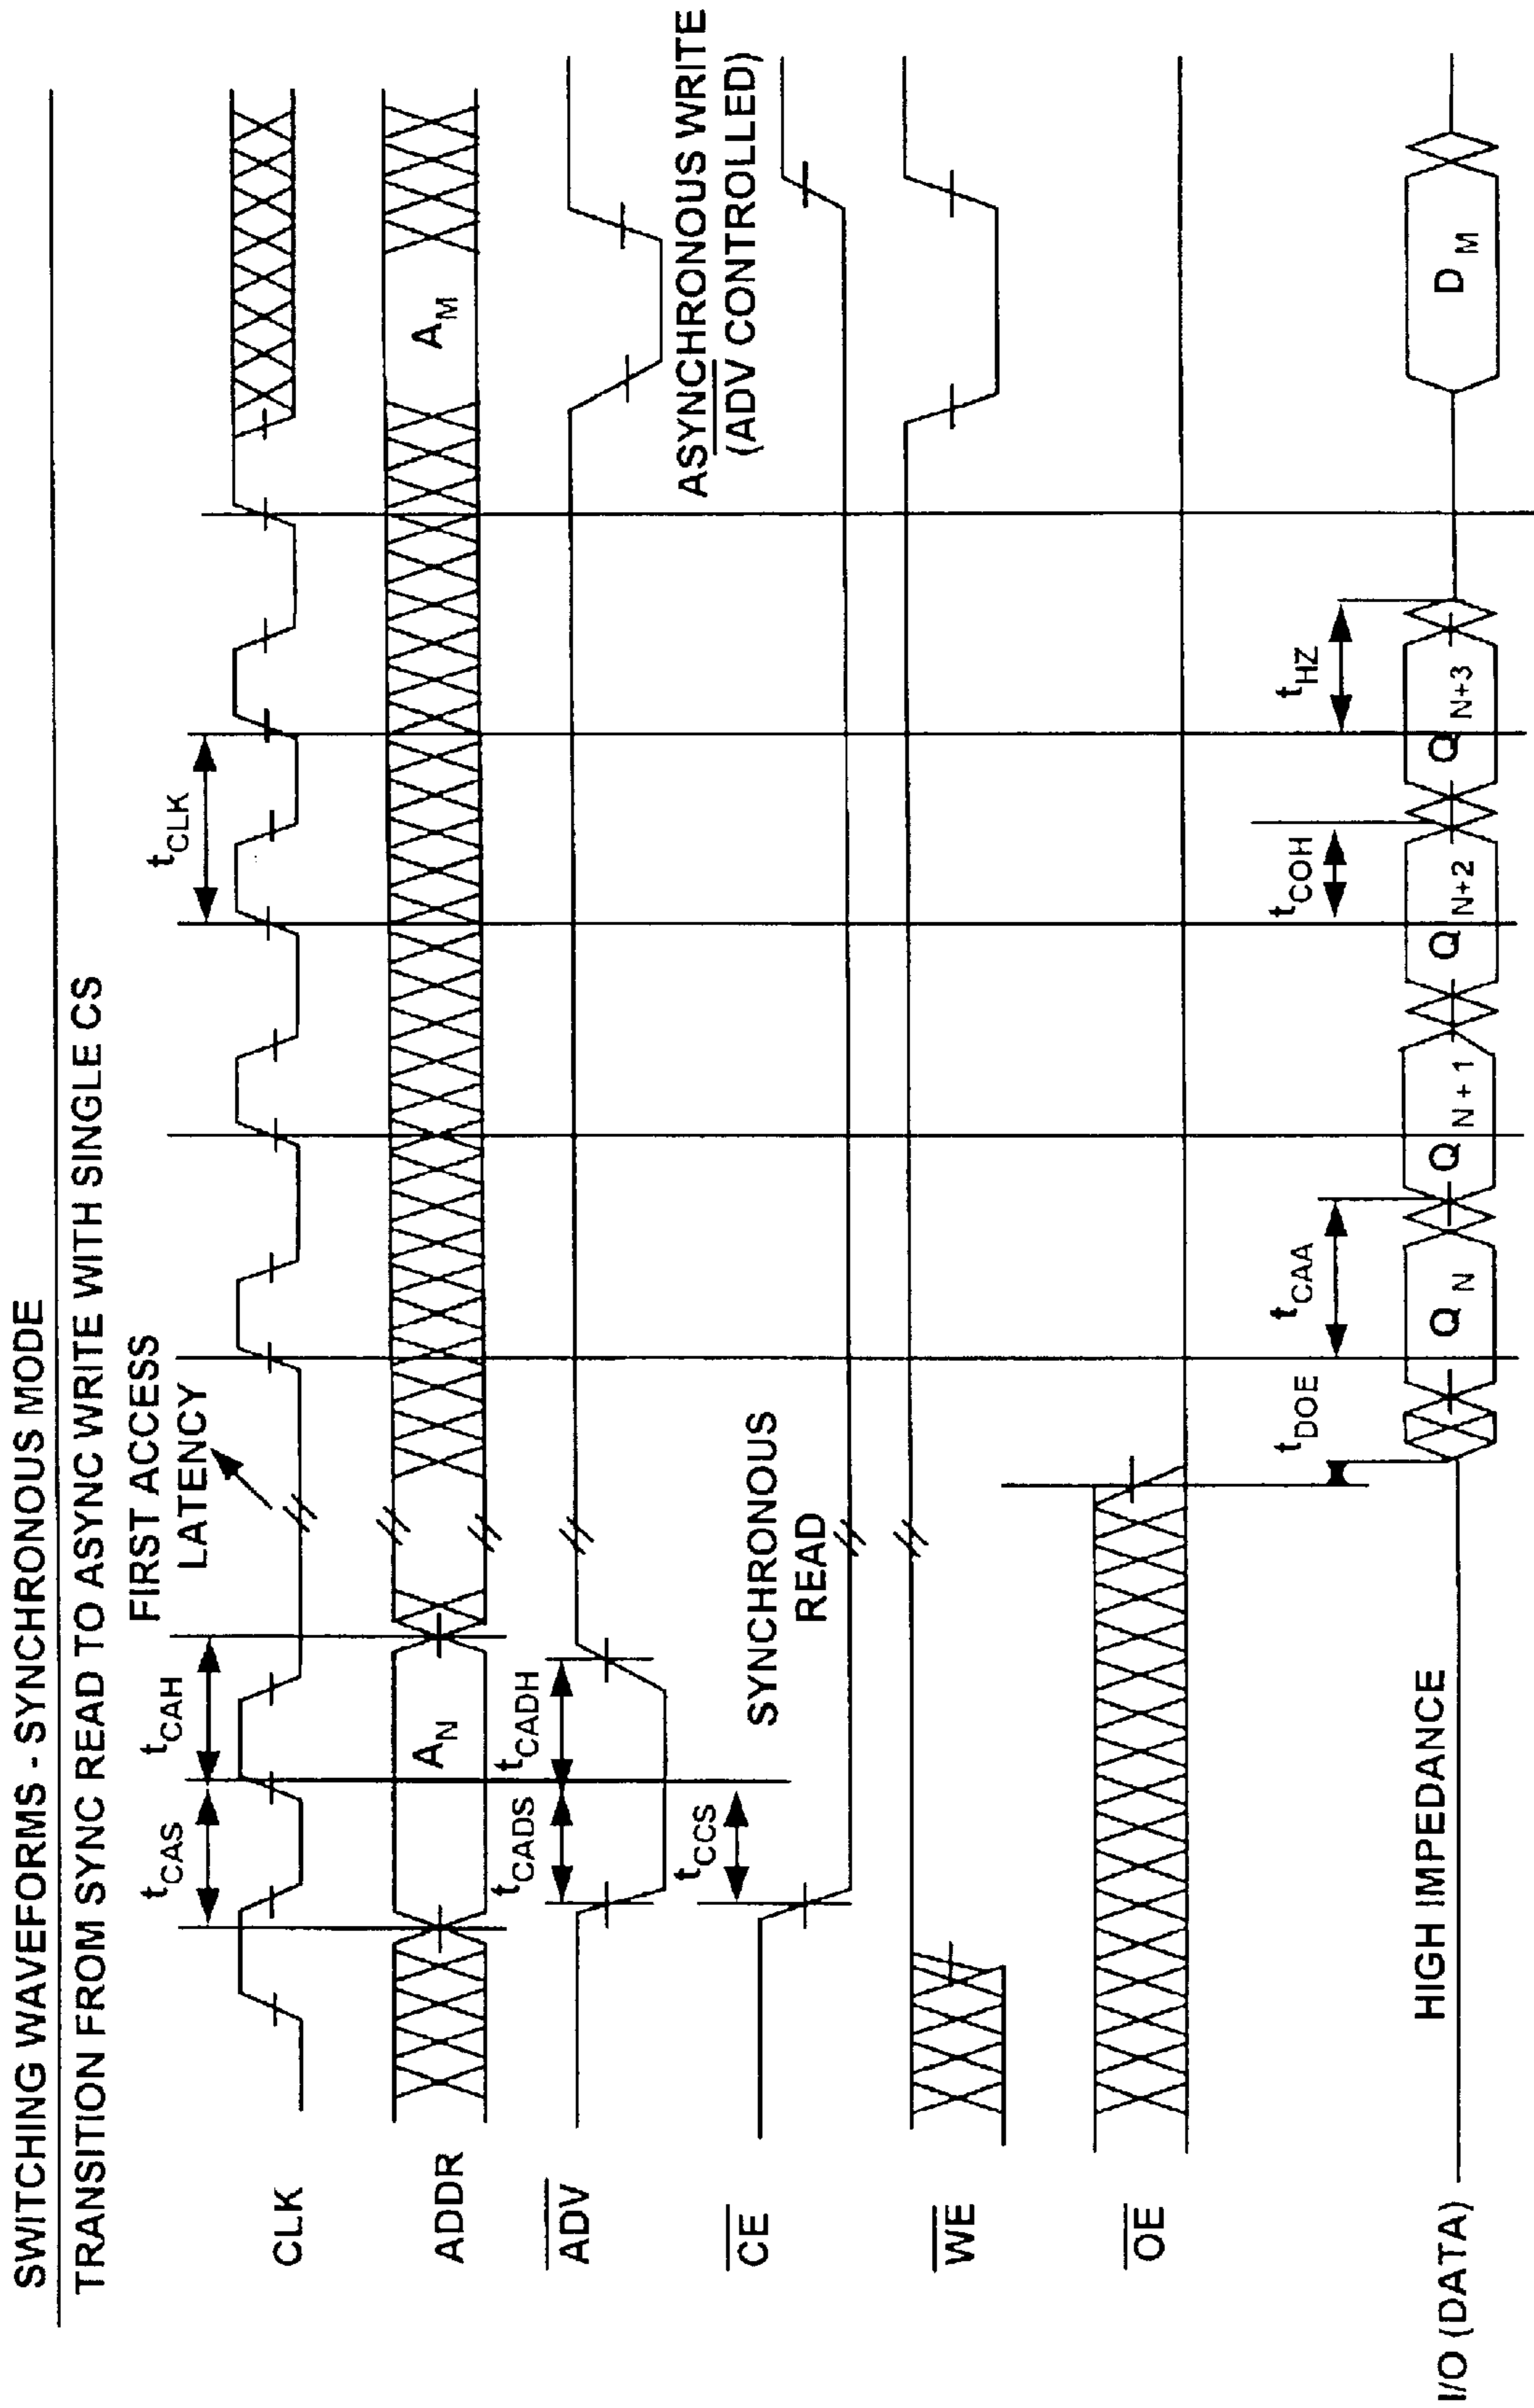 SWITCHING WAVEFORMS - SYNCHRONOUS MODE
TRANSITION FROM SYNC READ TO ASYNC WRITE WITH SINGLE CS
FIRST ACCESS
LATENCY
tCAS
tCAH
tCLK
CLK
ADDR
AN
AM
ADV
tCADS
tCADH
ASYNCHRONOUS WRITE
(ADV CONTROLLED)
CE
tCCS
SYNCHRONOUS
READ
WE
OE
tDOE
tCAA
tCOH
tHZ
I/O (DATA)
HIGH IMPEDANCE
QN
QN+1
QN+2
QN+3
DM